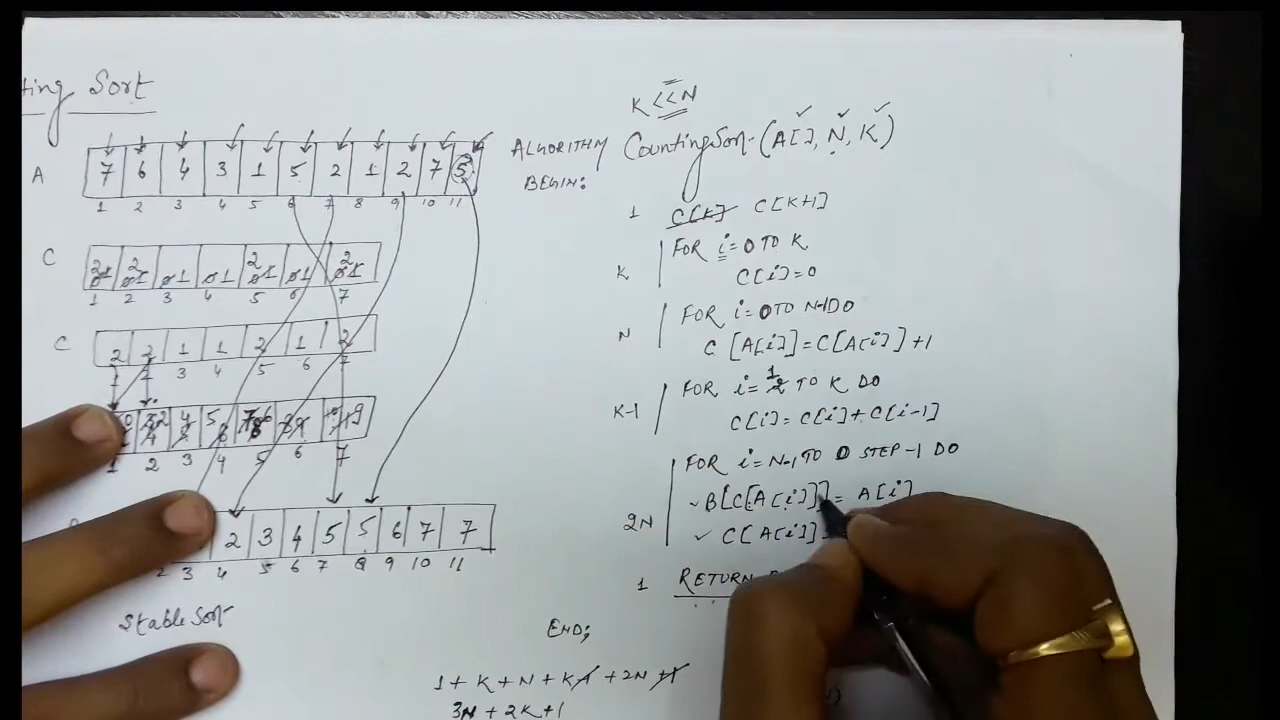 ting Sort
A 7 6 4 3 1 5 2 1 2 7 5
1 2 3 4 5 6 7 8 9 10 11
C
1 2 3 4 5 6 7
C 2 2 1 1 2 1 2
1 2 3 4 5 6 7
1 2 3 4 5 6 7
2 3 4 5 5 6 7 7
2 3 4 5 6 7 8 9 10 11
Stable Sort
K <<N
ALGORITHM CountingSort (A[], N, K)
BEGIN:
1 C[K] C[K+1]
K FOR i=0 TO K
C[i]=0
N FOR i=0 TO N-1 DO
C[A[i]]=C[A[i]]+1
K-1 FOR i=1 TO K DO
C[i]=C[i]+C[i-1]
2N FOR i=N-1 TO 0 STEP-1 DO
B[C[A[i]]]=A[i]
C[A[i]]
1 RETURN
END;
1+K+N+K-1+2N+1
3N+2K+1